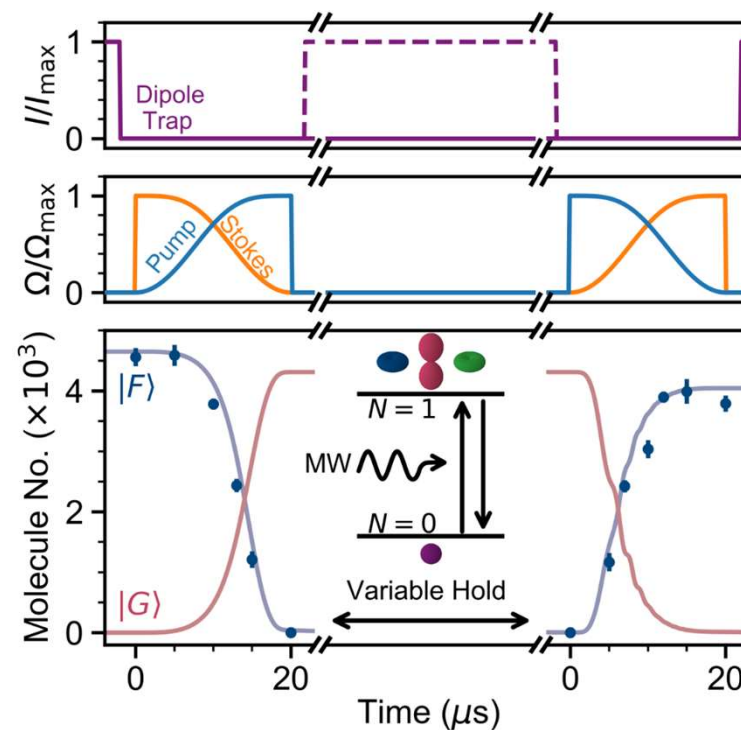 I/I_max
1
0
Dipole
Trap
Ω/Ω_max
1
0
Pump
Stokes
Molecule No. (×10³)
4
2
0
|F⟩
|G⟩
N = 1
MW
N = 0
Variable Hold
0
20
0
20
Time (μs)